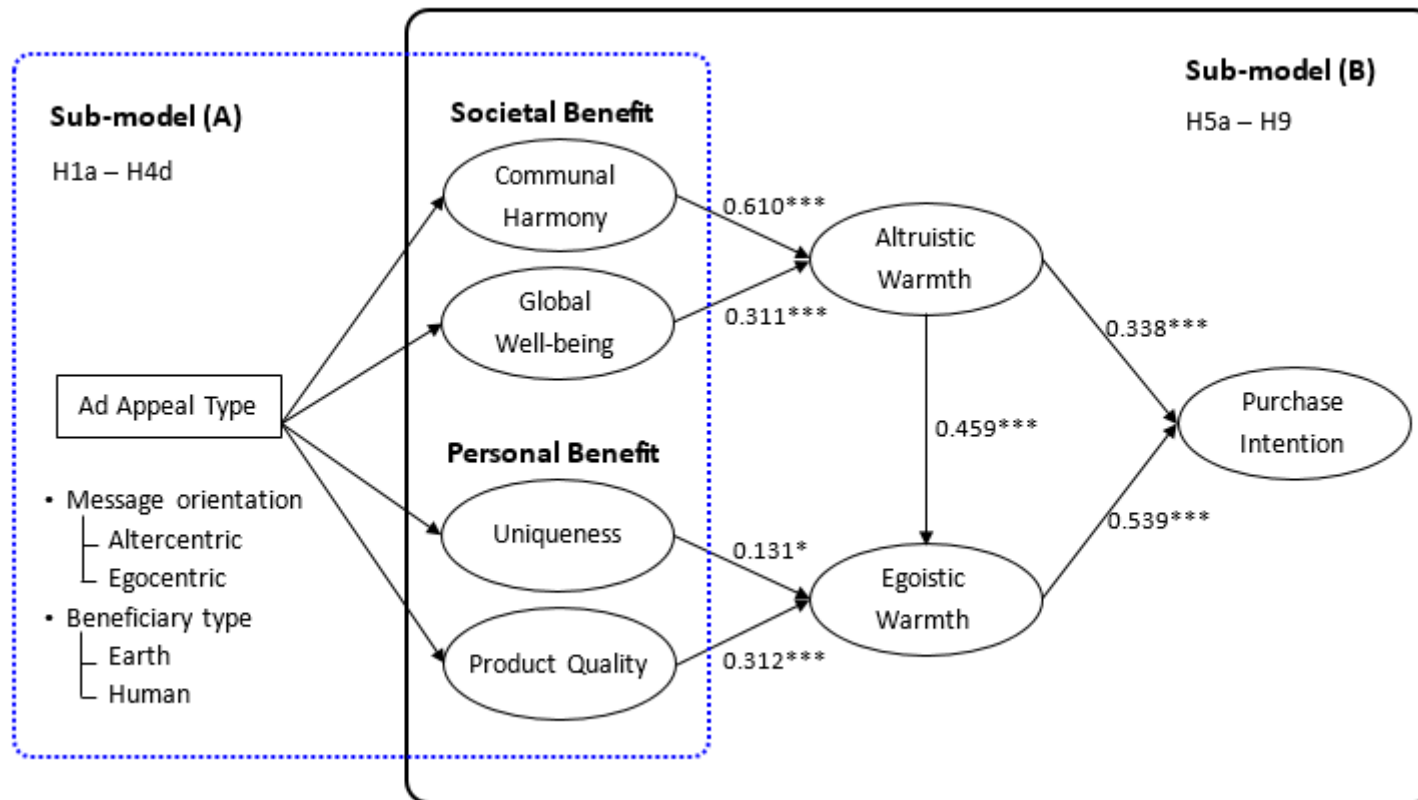 Sub-model (A)
H1a – H4d
Societal Benefit
Communal
Harmony
Global
Well-being
Ad Appeal Type
• Message orientation
Altercentric
Egocentric
• Beneficiary type
Earth
Human
Personal Benefit
Uniqueness
Product Quality
0.610***
0.311***
0.131*
0.312***
Altruistic
Warmth
0.459***
Egoistic
Warmth
Sub-model (B)
H5a – H9
0.338***
0.539***
Purchase
Intention